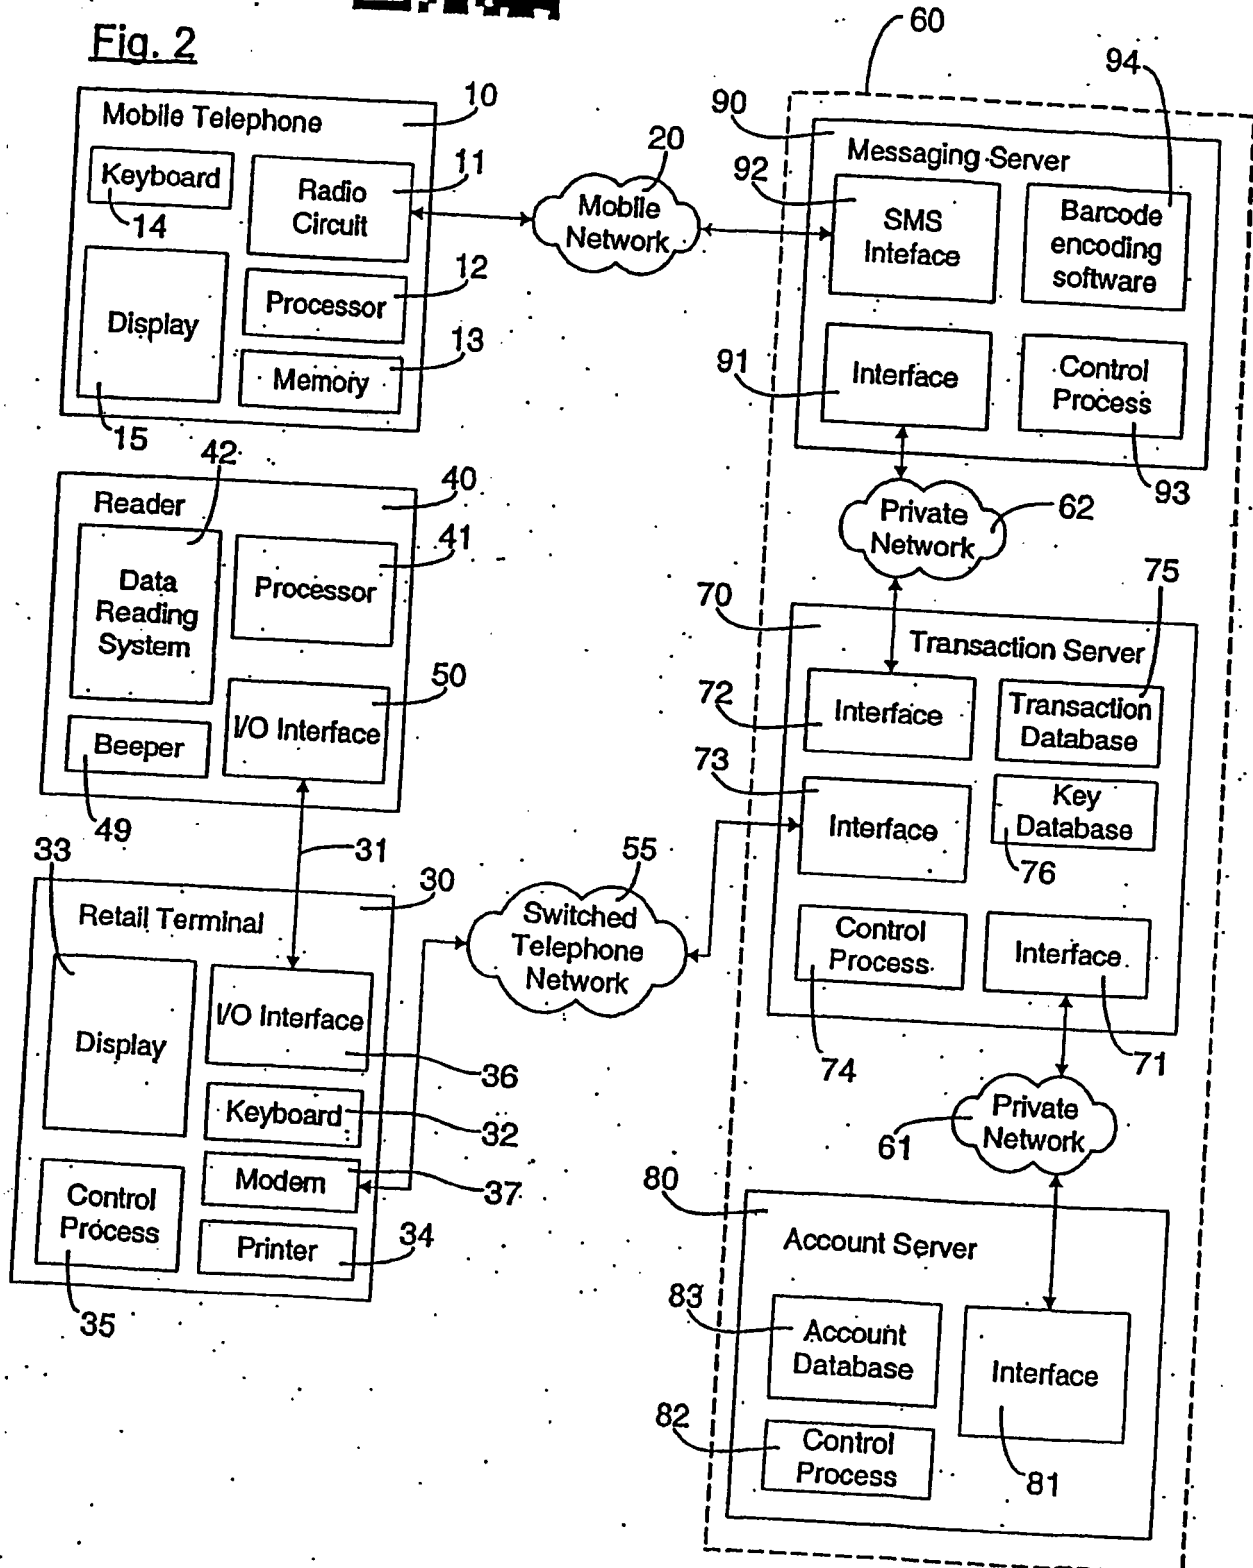 Fig. 2
60
94
10
Mobile Telephone
Keyboard
14
11
Radio
Circuit
12
Processor
13
Memory
Display
15
20
Mobile
Network
90
Messaging Server
92
SMS
Inteface
Barcode
encoding
software
91
Interface
Control
Process
93
42
40
Reader
Data
Reading
System
41
Processor
50
I/O Interface
Beeper
49
31
Private
Network
62
70
75
Transaction Server
72
Interface
Transaction
Database
73
Interface
Key
Database
76
Control
Process
74
Interface
71
33
30
Retail Terminal
Display
I/O Interface
36
Keyboard
32
Modem
37
Control
Process
35
Printer
34
55
Switched
Telephone
Network
Private
Network
61
80
Account Server
83
Account
Database
Interface
81
82
Control
Process